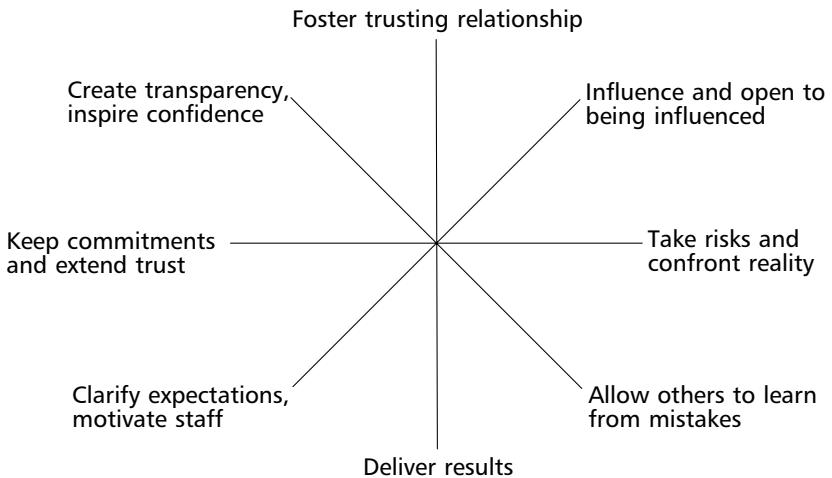 Foster trusting relationship
Create transparency,
inspire confidence
Influence and open to
being influenced
Keep commitments
and extend trust
Take risks and
confront reality
Clarify expectations,
motivate staff
Allow others to learn
from mistakes
Deliver results